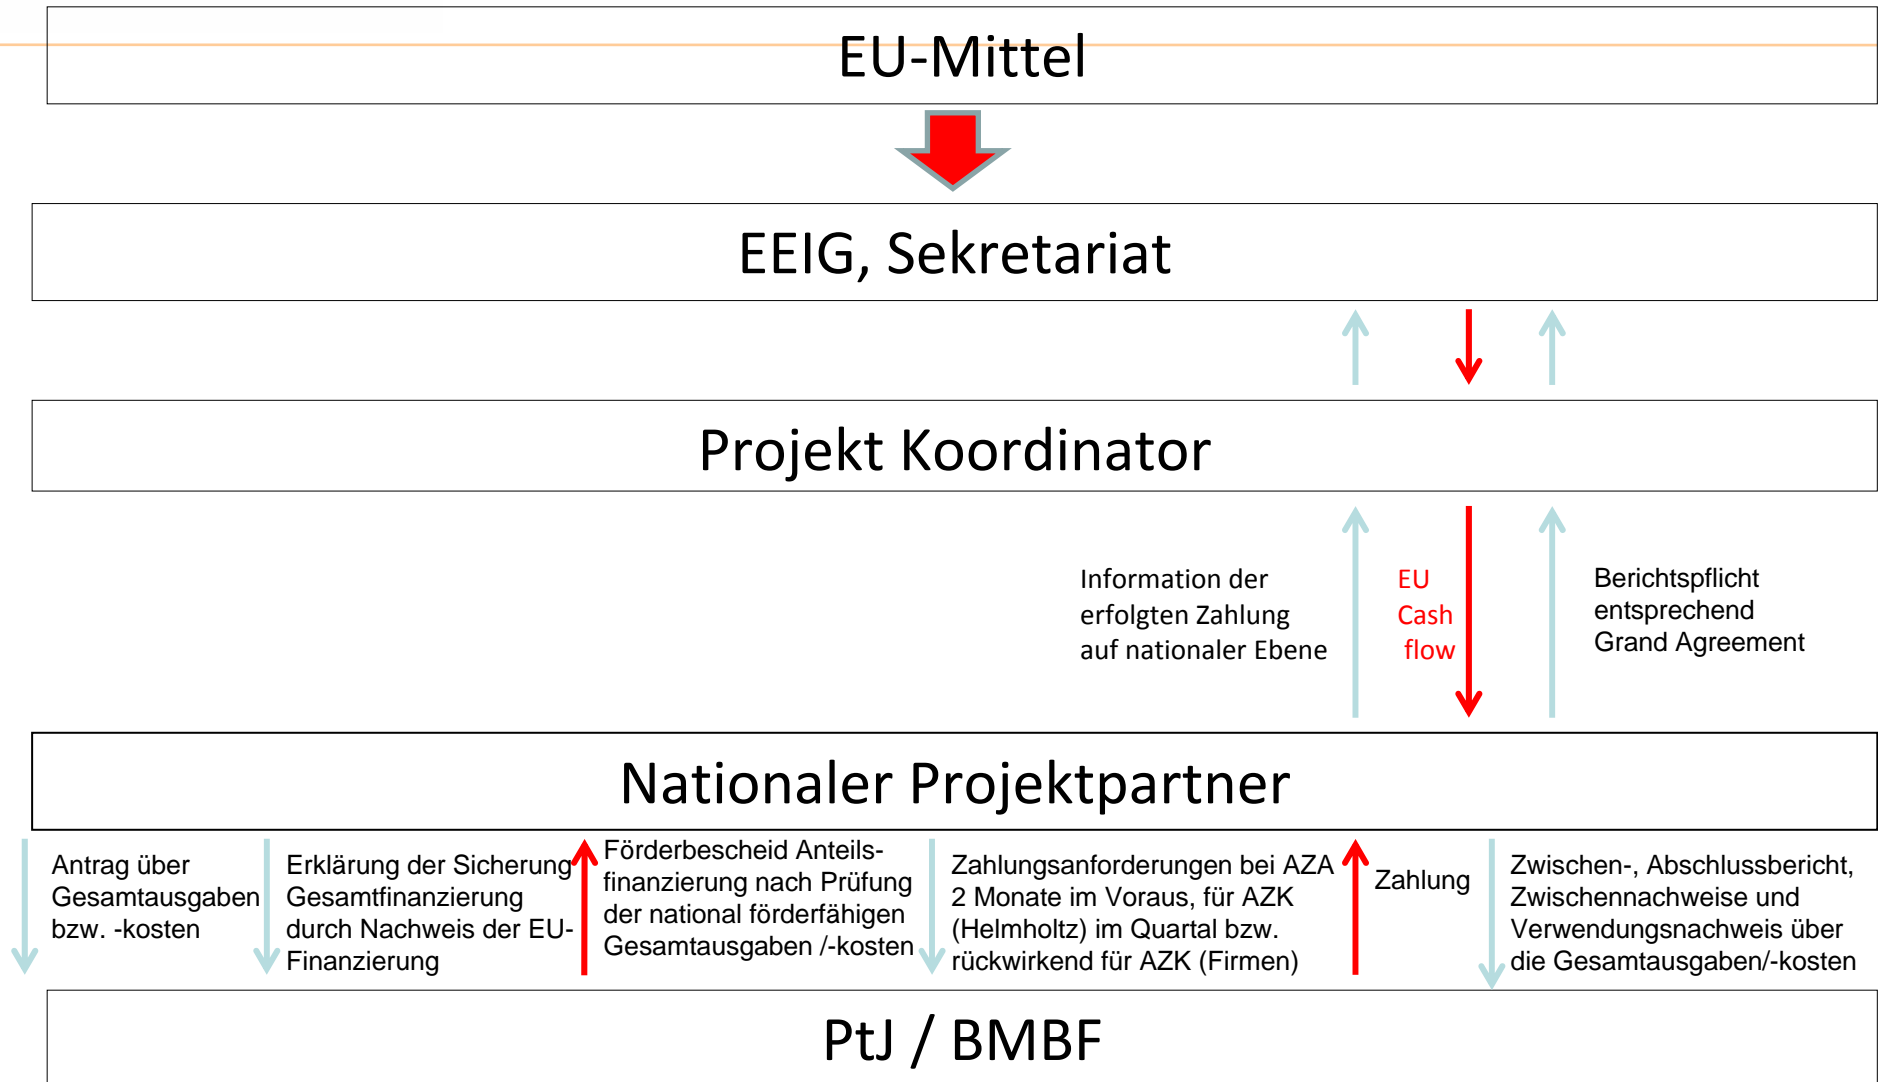 EU-Mittel
EEIG, Sekretariat
Projekt Koordinator
Information der
erfolgten Zahlung
auf nationaler Ebene
EU
Cash
flow
Berichtspflicht
entsprechend
Grand Agreement
Nationaler Projektpartner
Antrag über
Gesamtausgaben
bzw. -kosten
Erklärung der Sicherung
Gesamtfinanzierung
durch Nachweis der EU-
Finanzierung
Förderbescheid Anteils-
finanzierung nach Prüfung
der national förderfähigen
Gesamtausgaben /-kosten
Zahlungsanforderungen bei AZA
2 Monate im Voraus, für AZK
(Helmholtz) im Quartal bzw.
rückwirkend für AZK (Firmen)
Zahlung
Zwischen-, Abschlussbericht,
Zwischennachweise und
Verwendungsnachweis über
die Gesamtausgaben/-kosten
PtJ / BMBF